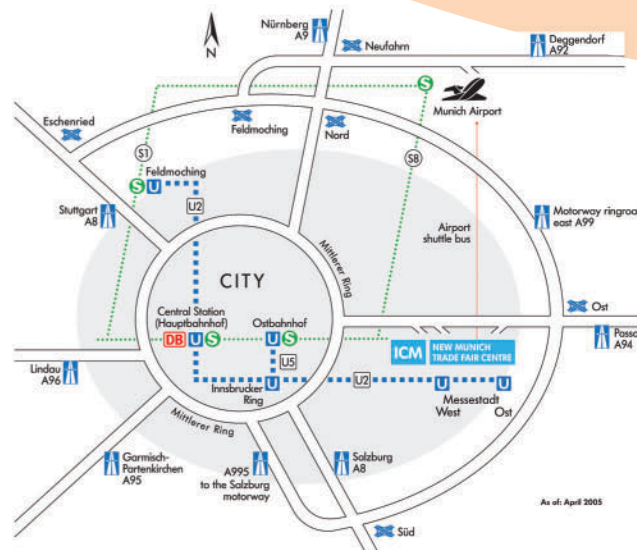 Nürnberg
A9
Neufahrn
Deggendorf
A92
N
S
Munich Airport
Eschenried
Feldmoching
Nord
S1
S8
Feldmoching
S
U
U2
Stuttgart
A8
Airport
shuttle bus
Motorway ringroa
east A99
Mittlerer Ring
CITY
Central Station
(Hauptbahnhof)
DB
U
S
Ostbahnhof
U
S
Ost
Passa
A94
ICM
NEW MUNICH
TRADE FAIR CENTRE
Lindau
A96
U5
Innsbrucker
Ring
U
U2
U
U
Messestadt
West
Ost
Mittlerer Ring
Garmisch-
Partenkirchen
A95
A995
to the Salzburg
motorway
Salzburg
A8
Süd
As of: April 2005